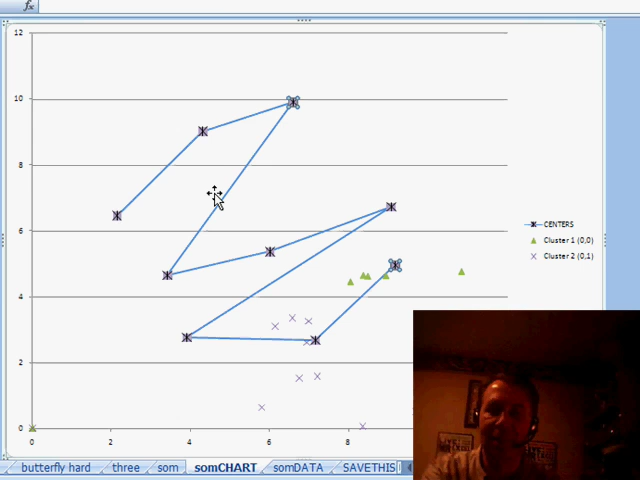 fx
12
10
8
6
4
2
0
0 2 4 6 8
CENTERS
Cluster 1 (0,0)
Cluster 2 (0,1)
butterfly hard three som somCHART somDATA SAVETHIS